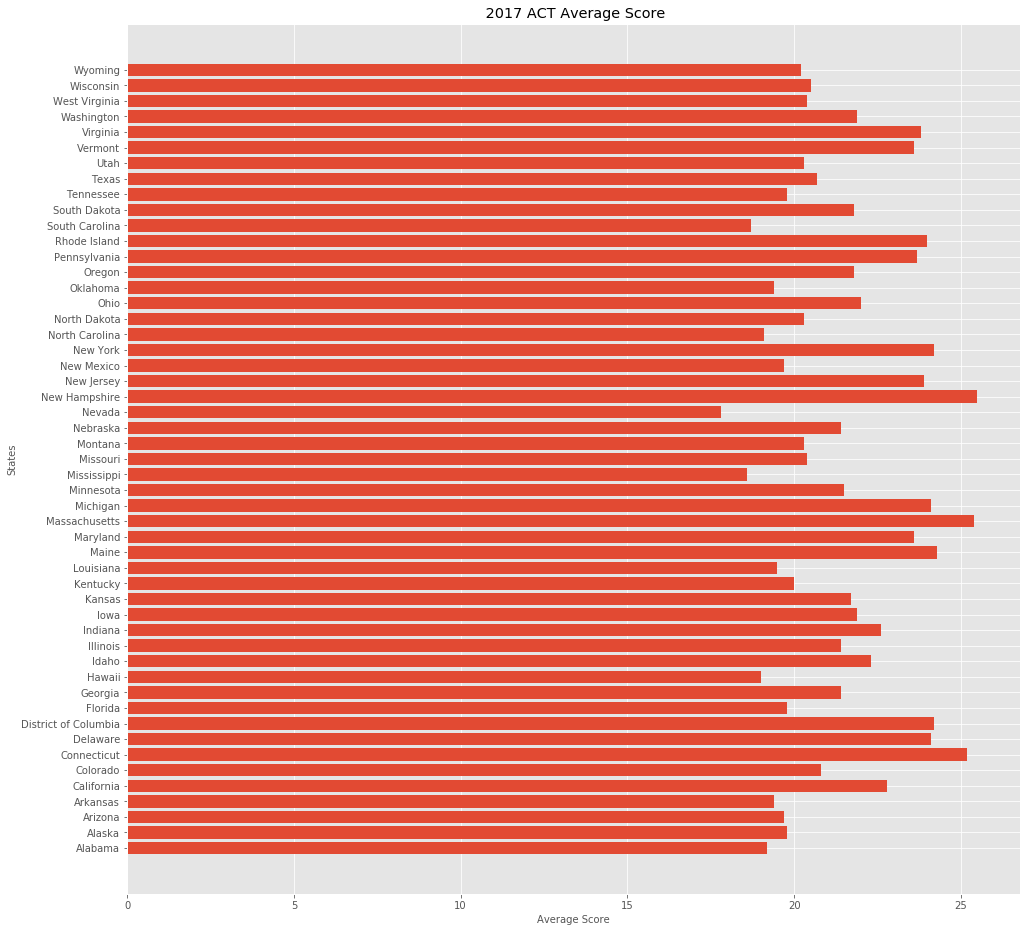 2017 ACT Average Score
Wyoming
Wisconsin
West Virginia
Washington
Virginia
Vermont
Utah
Texas
Tennessee
South Dakota
South Carolina
Rhode Island
Pennsylvania
Oregon
Oklahoma
Ohio
North Dakota
North Carolina
New York
New Mexico
New Jersey
New Hampshire
Nevada
Nebraska
Montana
Missouri
Mississippi
Minnesota
Michigan
Massachusetts
Maryland
Maine
Louisiana
Kentucky
Kansas
Iowa
Indiana
Illinois
Idaho
Hawaii
Georgia
Florida
District of Columbia
Delaware
Connecticut
Colorado
California
Arkansas
Arizona
Alaska
Alabama
States
0 5 10 15 20 25
Average Score